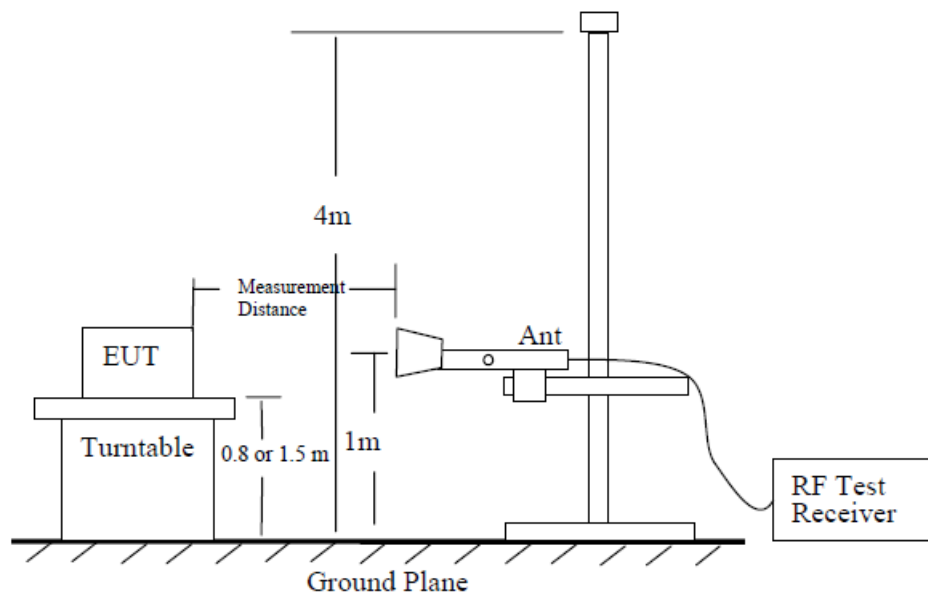 4m
Measurement
Distance
Ant
EUT
Turntable
0.8 or 1.5 m
1m
RF Test
Receiver
Ground Plane